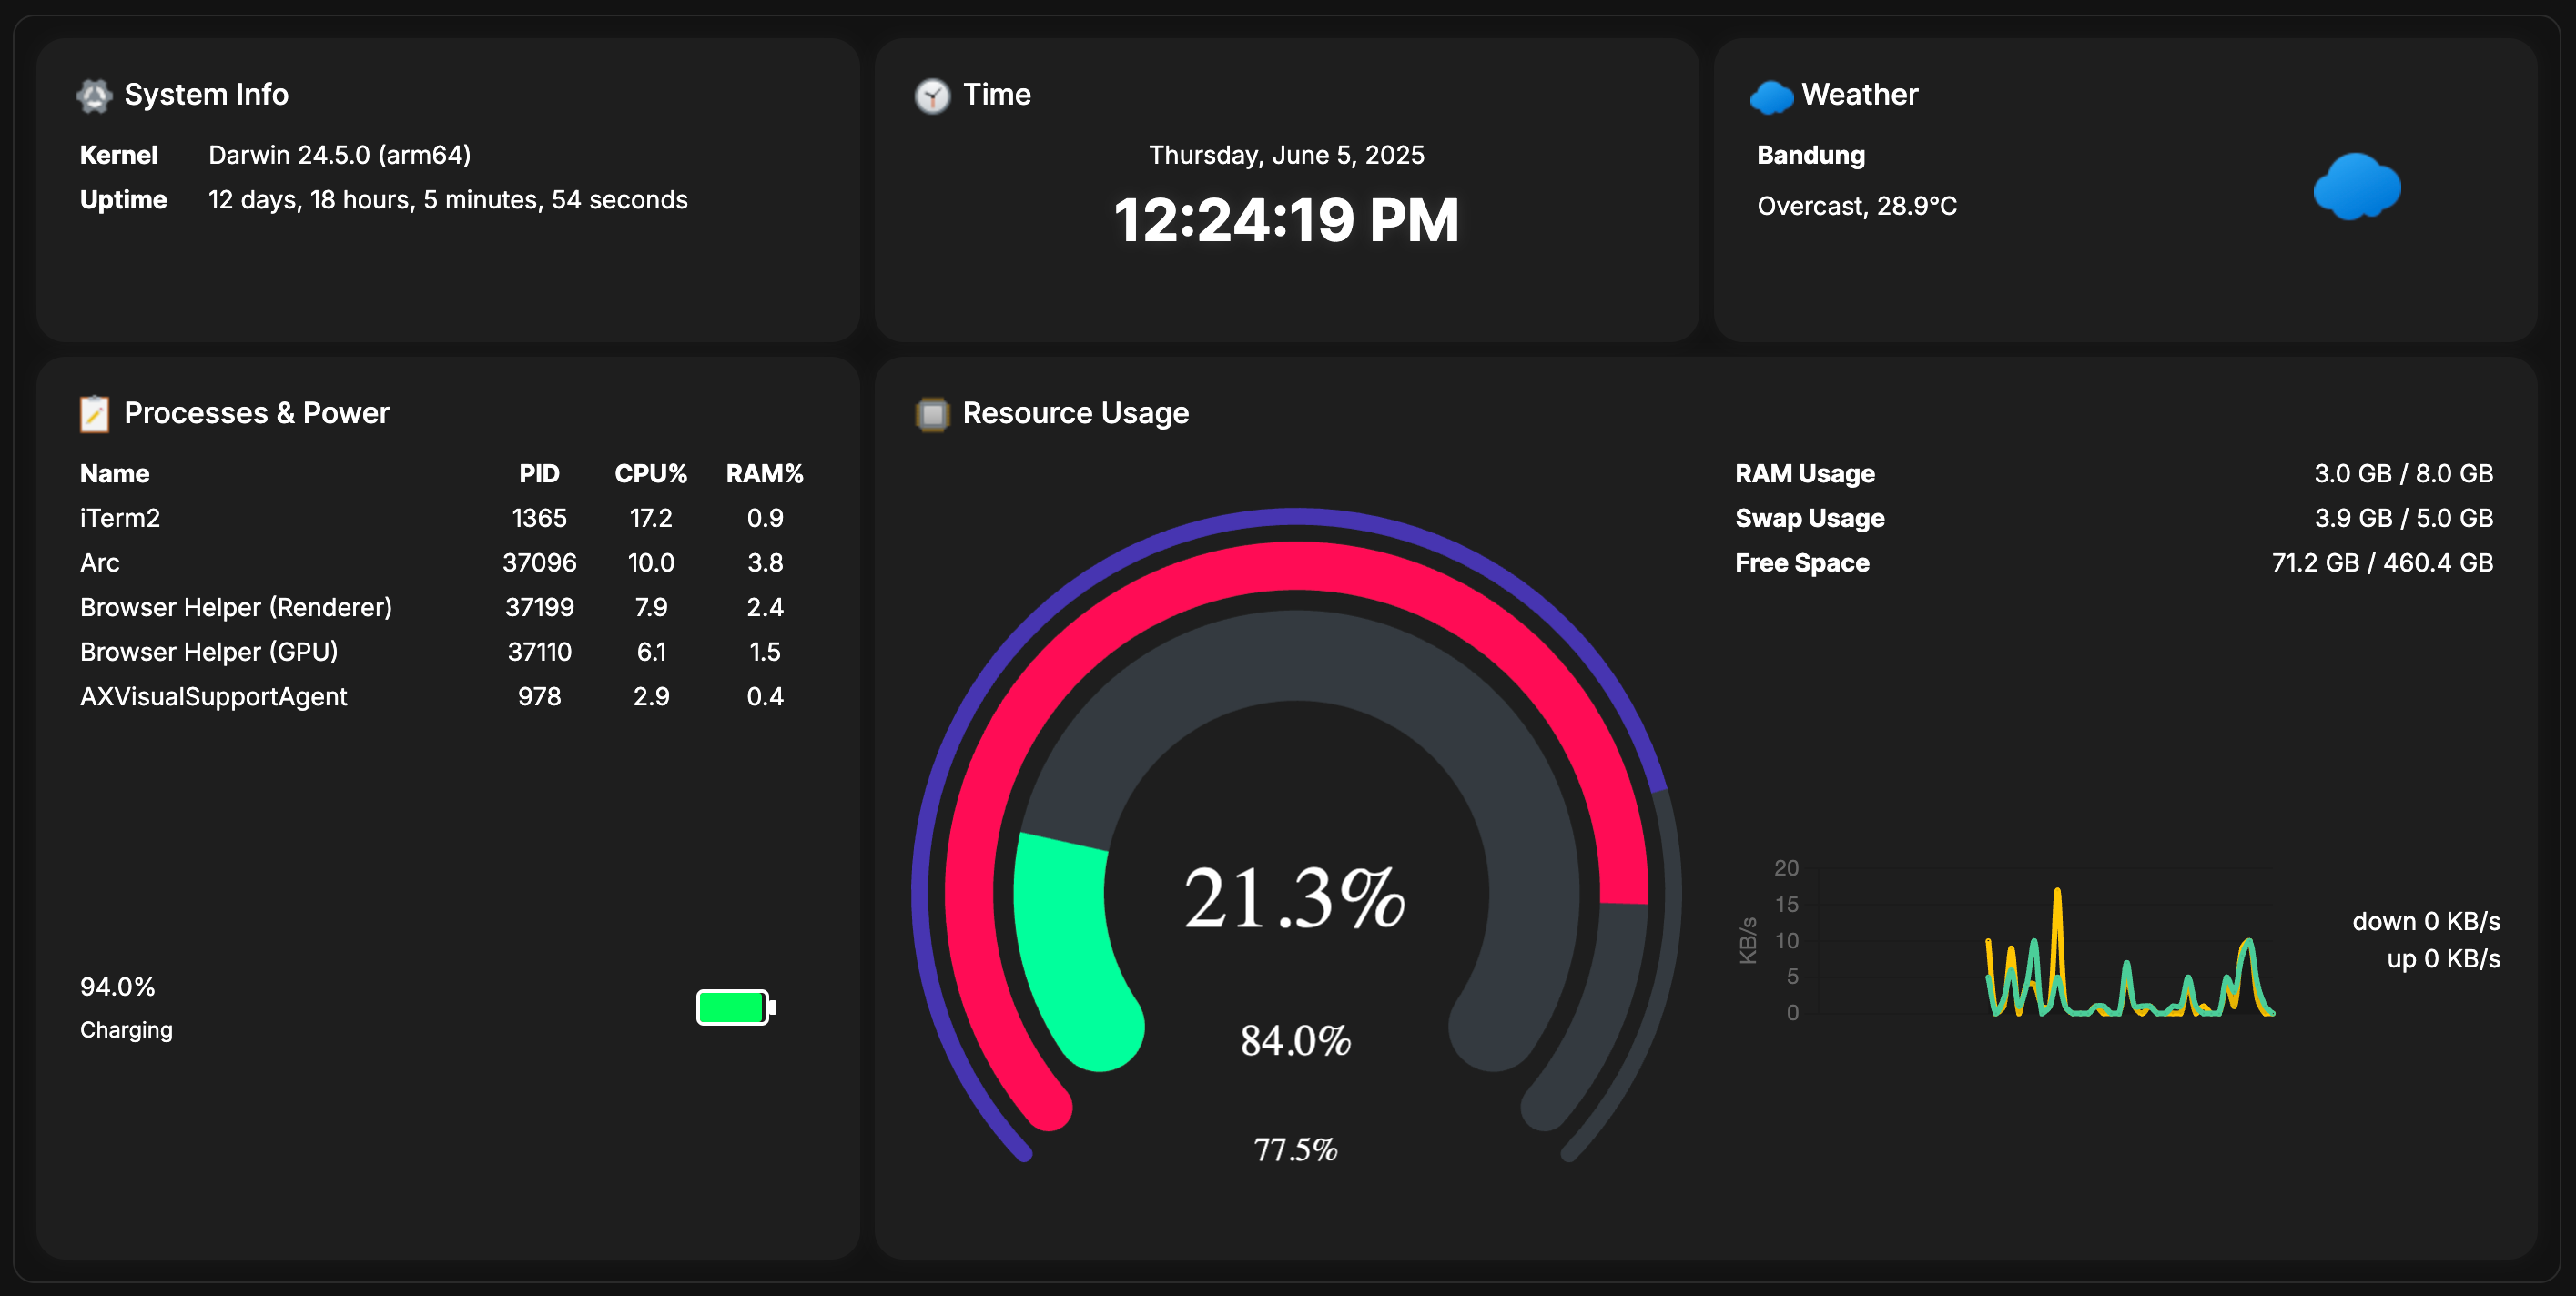 System Info
Kernel Darwin 24.5.0 (arm64)
Uptime 12 days, 18 hours, 5 minutes, 54 seconds
Time
Thursday, June 5, 2025
12:24:19 PM
Weather
Bandung
Overcast, 28.9°C
Processes & Power
Name PID CPU% RAM%
iTerm2 1365 17.2 0.9
Arc 37096 10.0 3.8
Browser Helper (Renderer) 37199 7.9 2.4
Browser Helper (GPU) 37110 6.1 1.5
AXVisualSupportAgent 978 2.9 0.4
94.0%
Charging
Resource Usage
21.3%
84.0%
77.5%
RAM Usage 3.0 GB / 8.0 GB
Swap Usage 3.9 GB / 5.0 GB
Free Space 71.2 GB / 460.4 GB
KB/s
20
15
10
5
0
down 0 KB/s
up 0 KB/s